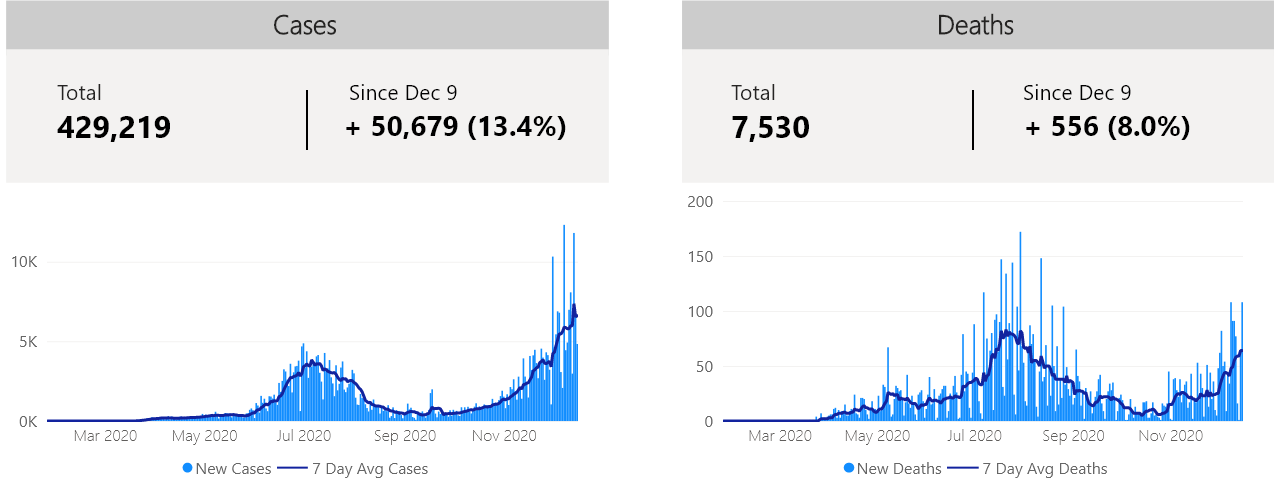 Cases
Total
429,219
Since Dec 9
+ 50,679 (13.4%)
10K
5K
0K
Mar 2020 May 2020 Jul 2020 Sep 2020 Nov 2020
New Cases 7 Day Avg Cases
Deaths
Total
7,530
Since Dec 9
+ 556 (8.0%)
200
150
100
50
0
Mar 2020 May 2020 Jul 2020 Sep 2020 Nov 2020
New Deaths 7 Day Avg Deaths